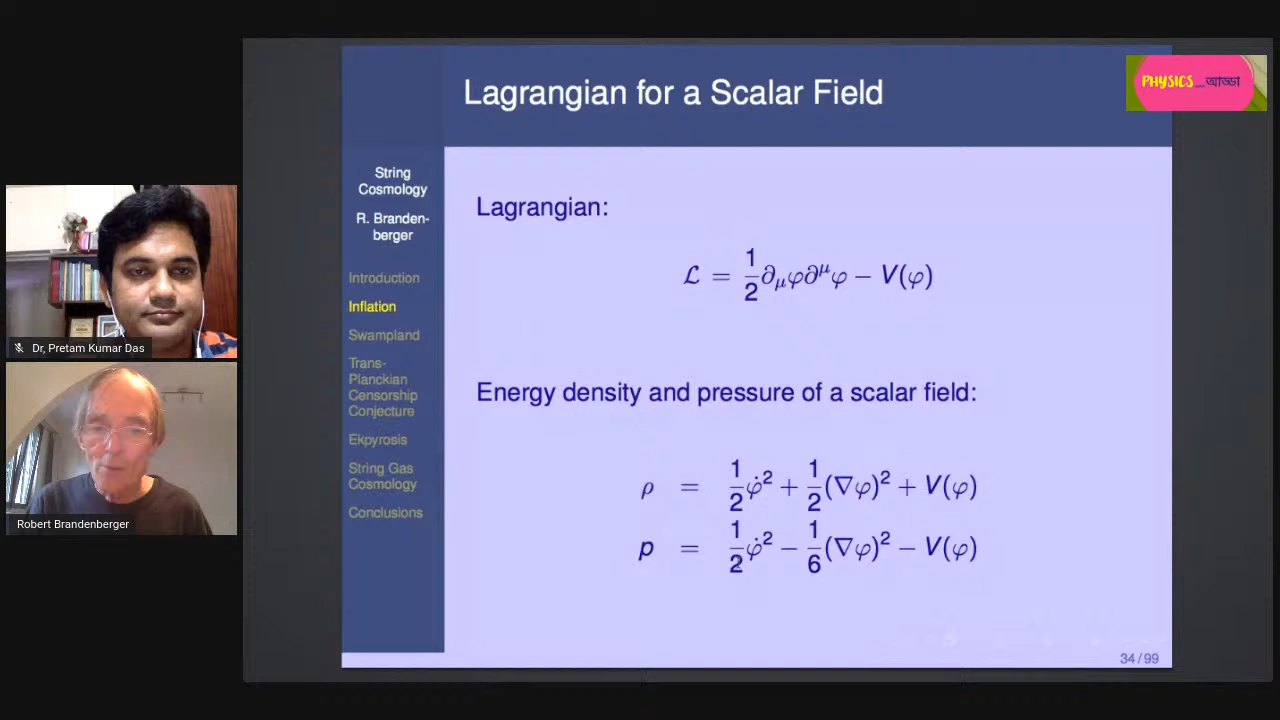 Lagrangian for a Scalar Field
PHYSICS_আড্ডা
String
Cosmology
R. Branden-
berger
Introduction
Inflation
Swampland
Trans-
Planckian
Censorship
Conjecture
Ekpyrosis
String Gas
Cosmology
Conclusions
Lagrangian:
ℒ = 1/2 ∂_μφ∂^μφ − V(φ)
Energy density and pressure of a scalar field:
ρ = 1/2 φ̇² + 1/2 (∇φ)² + V(φ)
p = 1/2 φ̇² − 1/6 (∇φ)² − V(φ)
34/99
Dr, Pretam Kumar Das
Robert Brandenberger